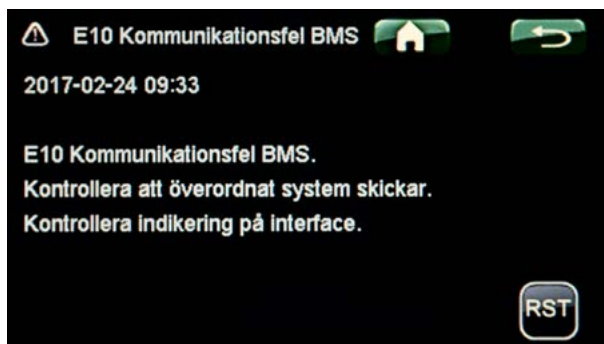 E10 Kommunikationsfel BMS
2017-02-24 09:33
E10 Kommunikationsfel BMS.
Kontrollera att överordnat system skickar.
Kontrollera indikering på interface.
RST